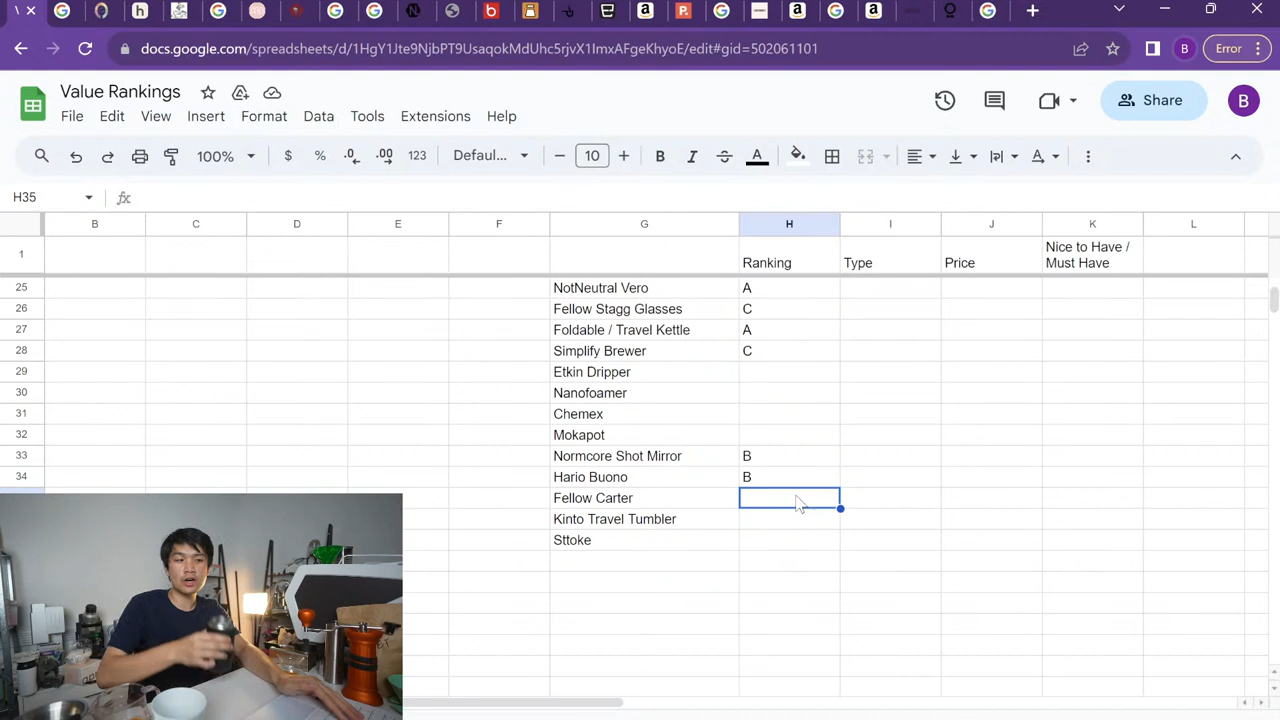 docs.google.com/spreadsheets/d/1HgY1Jte9NjbPT9UsaqokMdUhc5rjvX1ImxAFgeKhyoE/edit#gid=502061101
B
Error
Value Rankings
File Edit View Insert Format Data Tools Extensions Help
Share
B
100%
$ % .0 .00 123
Defaul...
10
B I A
H35
fx
B C D E F G H I J K L
1 Ranking Type Price Nice to Have /
Must Have
25 NotNeutral Vero A
26 Fellow Stagg Glasses C
27 Foldable / Travel Kettle A
28 Simplify Brewer C
29 Etkin Dripper
30 Nanofoamer
31 Chemex
32 Mokapot
33 Normcore Shot Mirror B
34 Hario Buono B
Fellow Carter
Kinto Travel Tumbler
Sttoke